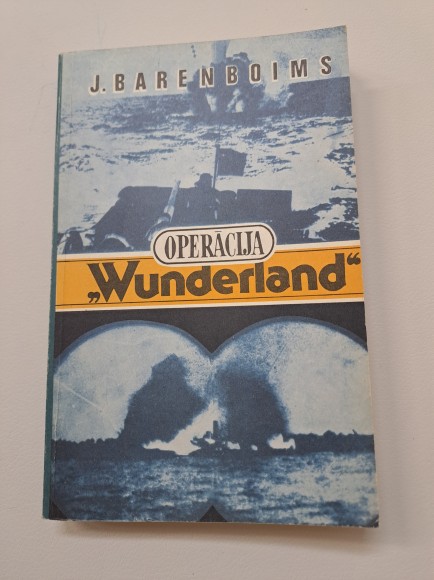 J. BARENBOIMS
OPERĀCIJA
„Wunderland“